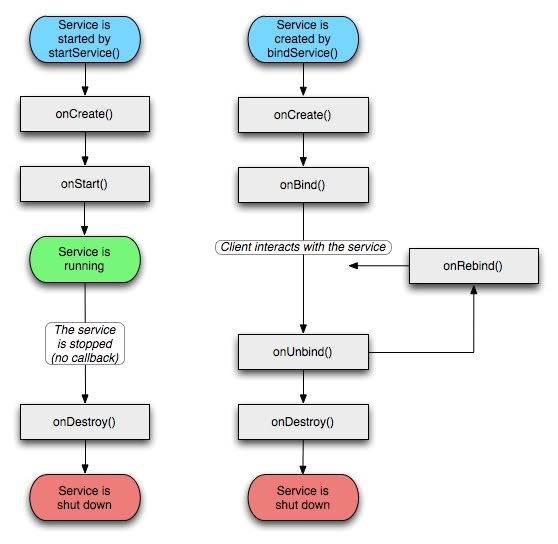 Service is
started by
startService()
onCreate()
onStart()
Service is
running
The service
is stopped
(no callback)
onDestroy()
Service is
shut down
Service is
created by
bindService()
onCreate()
onBind()
Client interacts with the service
onRebind()
onUnbind()
onDestroy()
Service is
shut down